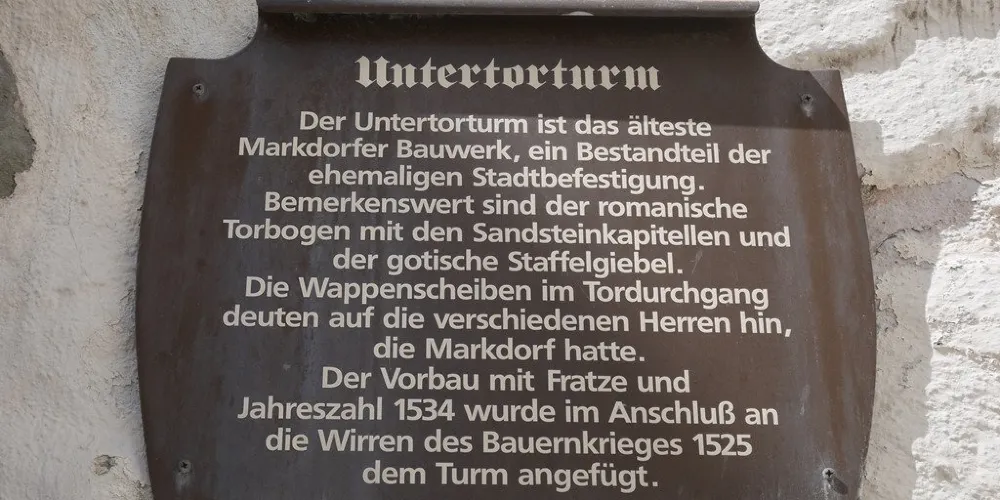 Untertorturm
Der Untertorturm ist das älteste
Markdorfer Bauwerk, ein Bestandteil der
ehemaligen Stadtbefestigung.
Bemerkenswert sind der romanische
Torbogen mit den Sandsteinkapitellen und
der gotische Staffelgiebel.
Die Wappenscheiben im Tordurchgang
deuten auf die verschiedenen Herren hin,
die Markdorf hatte.
Der Vorbau mit Fratze und
Jahreszahl 1534 wurde im Anschluß an
die Wirren des Bauernkrieges 1525
dem Turm angefügt.